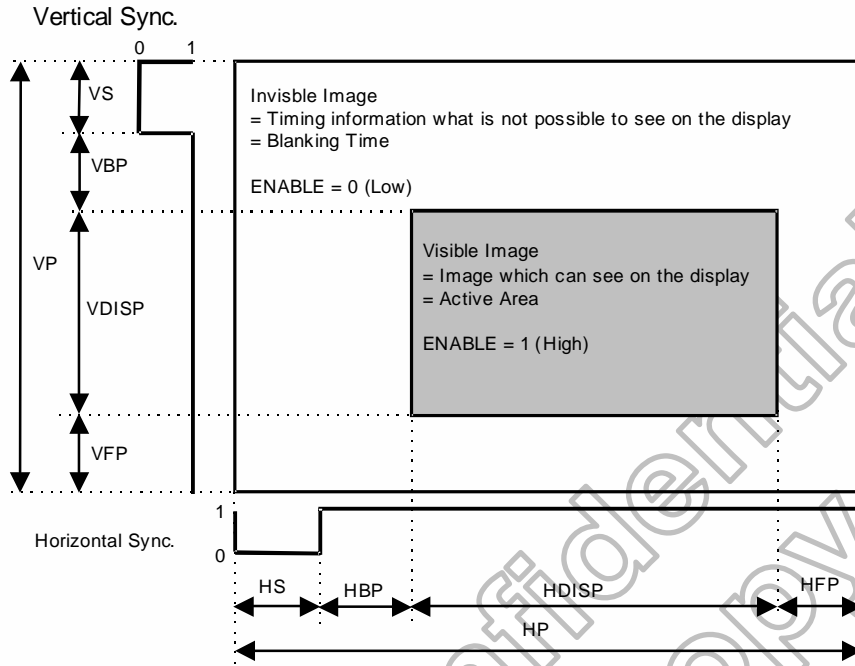 Vertical Sync.
0 1
VS
Invisble Image
= Timing information what is not possible to see on the display
= Blanking Time
VBP
ENABLE = 0 (Low)
VP
Visible Image
= Image which can see on the display
= Active Area
VDISP
ENABLE = 1 (High)
VFP
1
Horizontal Sync.
0
HS
HBP
HDISP
HFP
HP